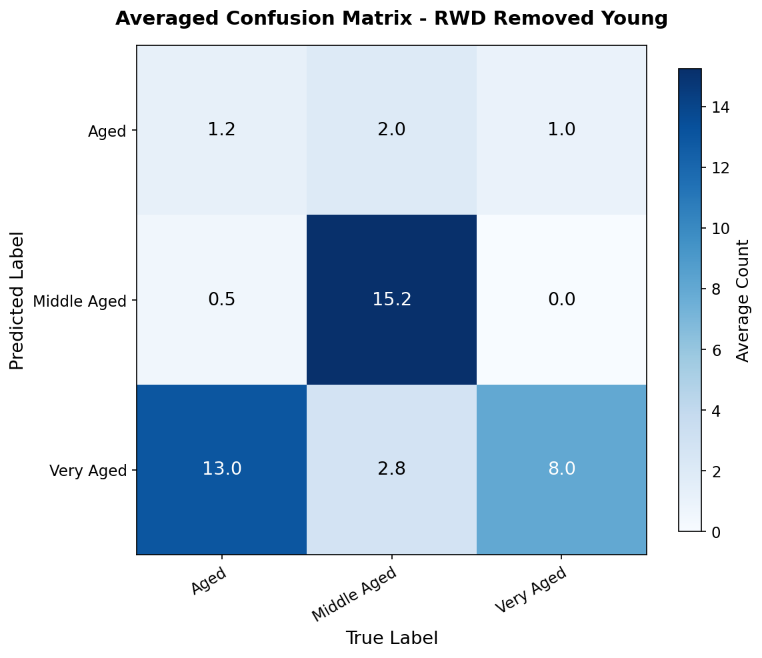 Averaged Confusion Matrix - RWD Removed Young
Predicted Label
Aged
1.2 2.0 1.0
Middle Aged
0.5 15.2 0.0
Very Aged
13.0 2.8 8.0
Aged Middle Aged Very Aged
True Label
14
12
10
8
6
4
2
0
Average Count